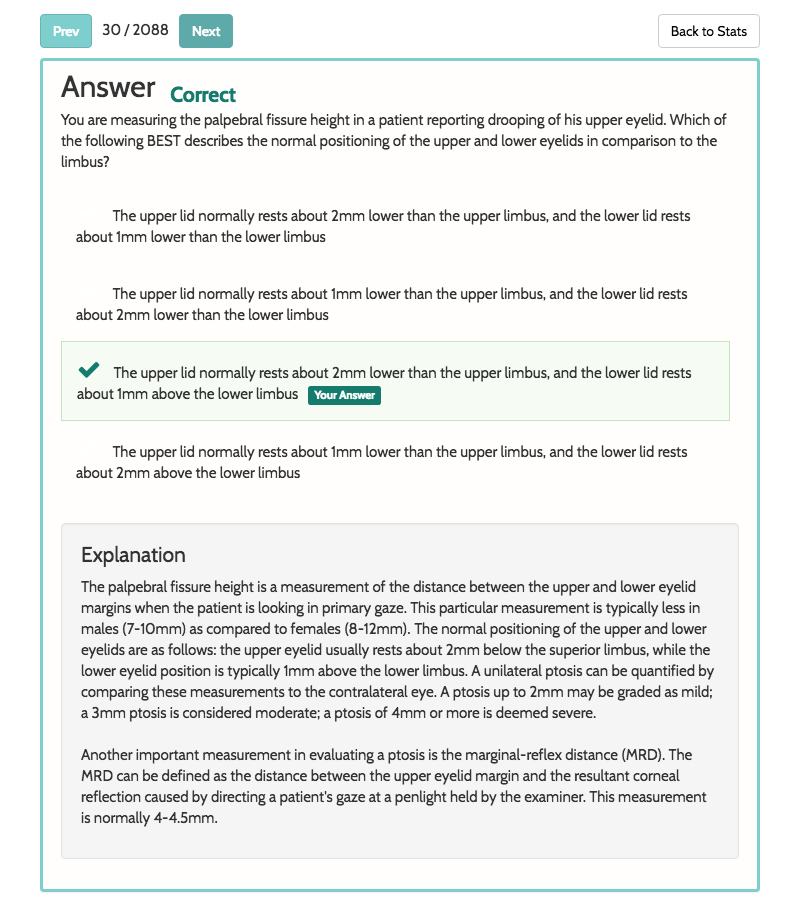 Prev 30 / 2088 Next Back to Stats
Answer Correct
You are measuring the palpebral fissure height in a patient reporting drooping of his upper eyelid. Which of
the following BEST describes the normal positioning of the upper and lower eyelids in comparison to the
limbus?
The upper lid normally rests about 2mm lower than the upper limbus, and the lower lid rests
about 1mm lower than the lower limbus
The upper lid normally rests about 1mm lower than the upper limbus, and the lower lid rests
about 2mm lower than the lower limbus
The upper lid normally rests about 2mm lower than the upper limbus, and the lower lid rests
about 1mm above the lower limbus Your Answer
The upper lid normally rests about 1mm lower than the upper limbus, and the lower lid rests
about 2mm above the lower limbus
Explanation
The palpebral fissure height is a measurement of the distance between the upper and lower eyelid
margins when the patient is looking in primary gaze. This particular measurement is typically less in
males (7-10mm) as compared to females (8-12mm). The normal positioning of the upper and lower
eyelids are as follows: the upper eyelid usually rests about 2mm below the superior limbus, while the
lower eyelid position is typically 1mm above the lower limbus. A unilateral ptosis can be quantified by
comparing these measurements to the contralateral eye. A ptosis up to 2mm may be graded as mild;
a 3mm ptosis is considered moderate; a ptosis of 4mm or more is deemed severe.
Another important measurement in evaluating a ptosis is the marginal-reflex distance (MRD). The
MRD can be defined as the distance between the upper eyelid margin and the resultant corneal
reflection caused by directing a patient's gaze at a penlight held by the examiner. This measurement
is normally 4-4.5mm.